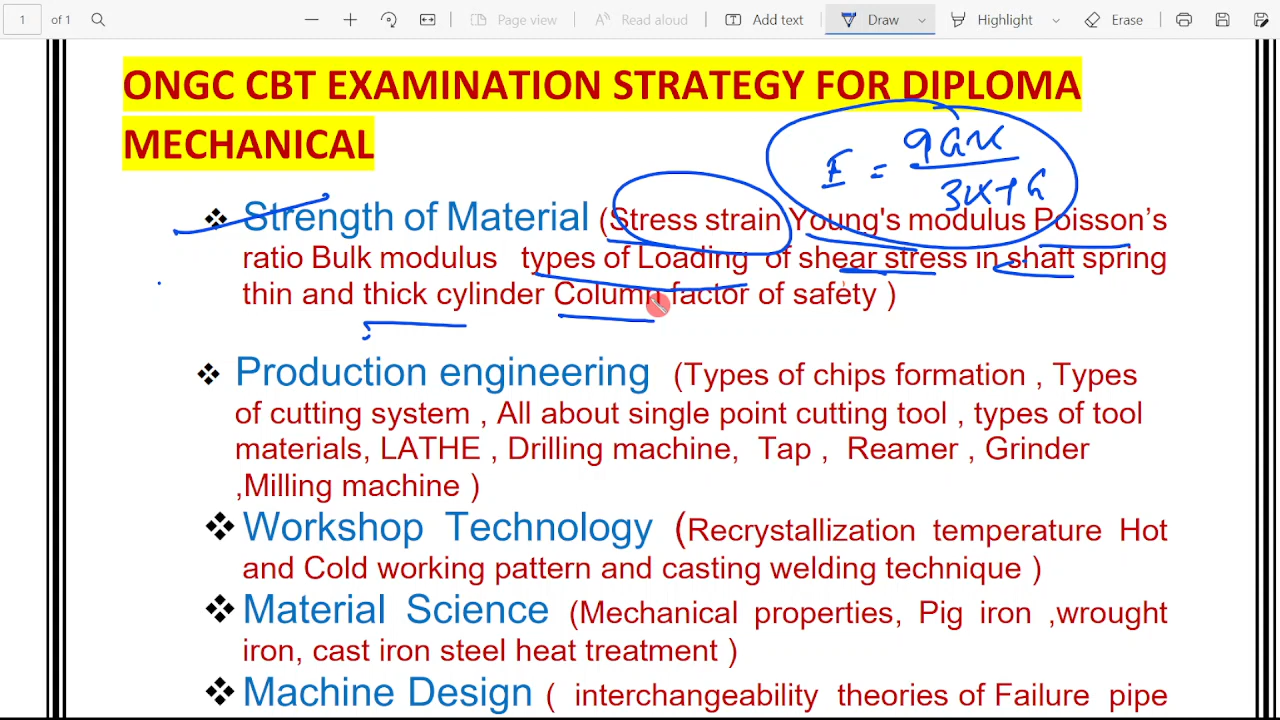 1 of 1 Page view Read aloud Add text Draw Highlight Erase
ONGC CBT EXAMINATION STRATEGY FOR DIPLOMA
MECHANICAL
E = 9GK
3K+G
❖ Strength of Material (Stress strain Young's modulus Poisson’s
ratio Bulk modulus types of Loading of shear stress in shaft spring
thin and thick cylinder Column factor of safety )
❖ Production engineering (Types of chips formation , Types
of cutting system , All about single point cutting tool , types of tool
materials, LATHE , Drilling machine, Tap , Reamer , Grinder
,Milling machine )
❖ Workshop Technology (Recrystallization temperature Hot
and Cold working pattern and casting welding technique )
❖ Material Science (Mechanical properties, Pig iron ,wrought
iron, cast iron steel heat treatment )
❖ Machine Design ( interchangeability theories of Failure pipe